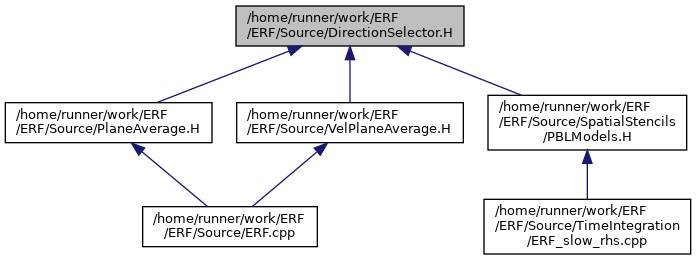 /home/runner/work/ERF
/ERF/Source/DirectionSelector.H
/home/runner/work/ERF
/ERF/Source/PlaneAverage.H
/home/runner/work/ERF
/ERF/Source/VelPlaneAverage.H
/home/runner/work/ERF
/ERF/Source/SpatialStencils
/PBLModels.H
/home/runner/work/ERF
/ERF/Source/ERF.cpp
/home/runner/work/ERF
/ERF/Source/TimeIntegration
/ERF_slow_rhs.cpp